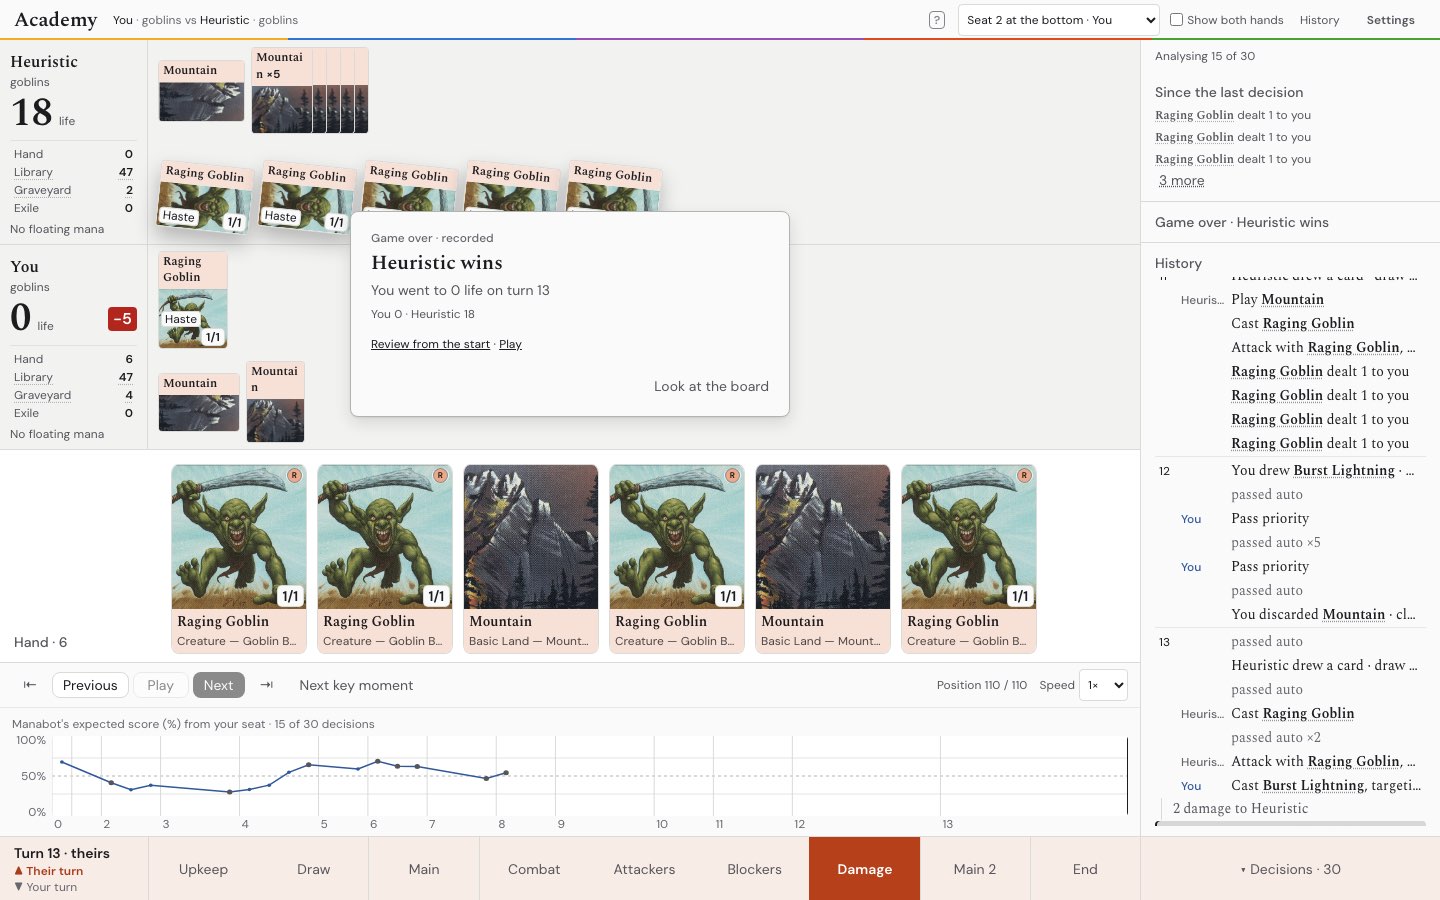 Academy
You · goblins vs Heuristic · goblins
?
Seat 2 at the bottom · You
Show both hands
History
Settings
Heuristic
goblins
18 life
Hand 0
Library 47
Graveyard 2
Exile 0
No floating mana
Mountain
Mountai
n ×5
Raging Goblin
Haste
1/1
Raging Goblin
Haste
1/1
Raging Goblin
Raging Goblin
Raging Goblin
You
goblins
0 life
−5
Hand 6
Library 47
Graveyard 4
Exile 0
No floating mana
Raging
Goblin
Haste
1/1
Mountain
Mountai
n
Game over · recorded
Heuristic wins
You went to 0 life on turn 13
You 0 · Heuristic 18
Review from the start · Play
Look at the board
Hand · 6
R
1/1
Raging Goblin
Creature — Goblin B…
R
1/1
Raging Goblin
Creature — Goblin B…
Mountain
Basic Land — Mount…
R
1/1
Raging Goblin
Creature — Goblin B…
Mountain
Basic Land — Mount…
R
1/1
Raging Goblin
Creature — Goblin B…
Previous
Play
Next
Next key moment
Position 110 / 110
Speed
1×
Manabot's expected score (%) from your seat · 15 of 30 decisions
100%
50%
0%
0 2 3 4 5 6 7 8 9 10 11 12 13
Turn 13 · theirs
▲ Their turn
▼ Your turn
Upkeep
Draw
Main
Combat
Attackers
Blockers
Damage
Main 2
End
Analysing 15 of 30
Since the last decision
Raging Goblin dealt 1 to you
Raging Goblin dealt 1 to you
Raging Goblin dealt 1 to you
3 more
Game over · Heuristic wins
History
Heuristic drew a card · draw …
Heuris… Play Mountain
Cast Raging Goblin
Attack with Raging Goblin, …
Raging Goblin dealt 1 to you
Raging Goblin dealt 1 to you
Raging Goblin dealt 1 to you
Raging Goblin dealt 1 to you
12 You drew Burst Lightning · …
passed auto
You Pass priority
passed auto ×5
You Pass priority
passed auto
You discarded Mountain · cl…
13 passed auto
Heuristic drew a card · draw …
passed auto
Heuris… Cast Raging Goblin
passed auto ×2
Heuris… Attack with Raging Goblin, …
You Cast Burst Lightning, targeti…
2 damage to Heuristic
▾ Decisions · 30